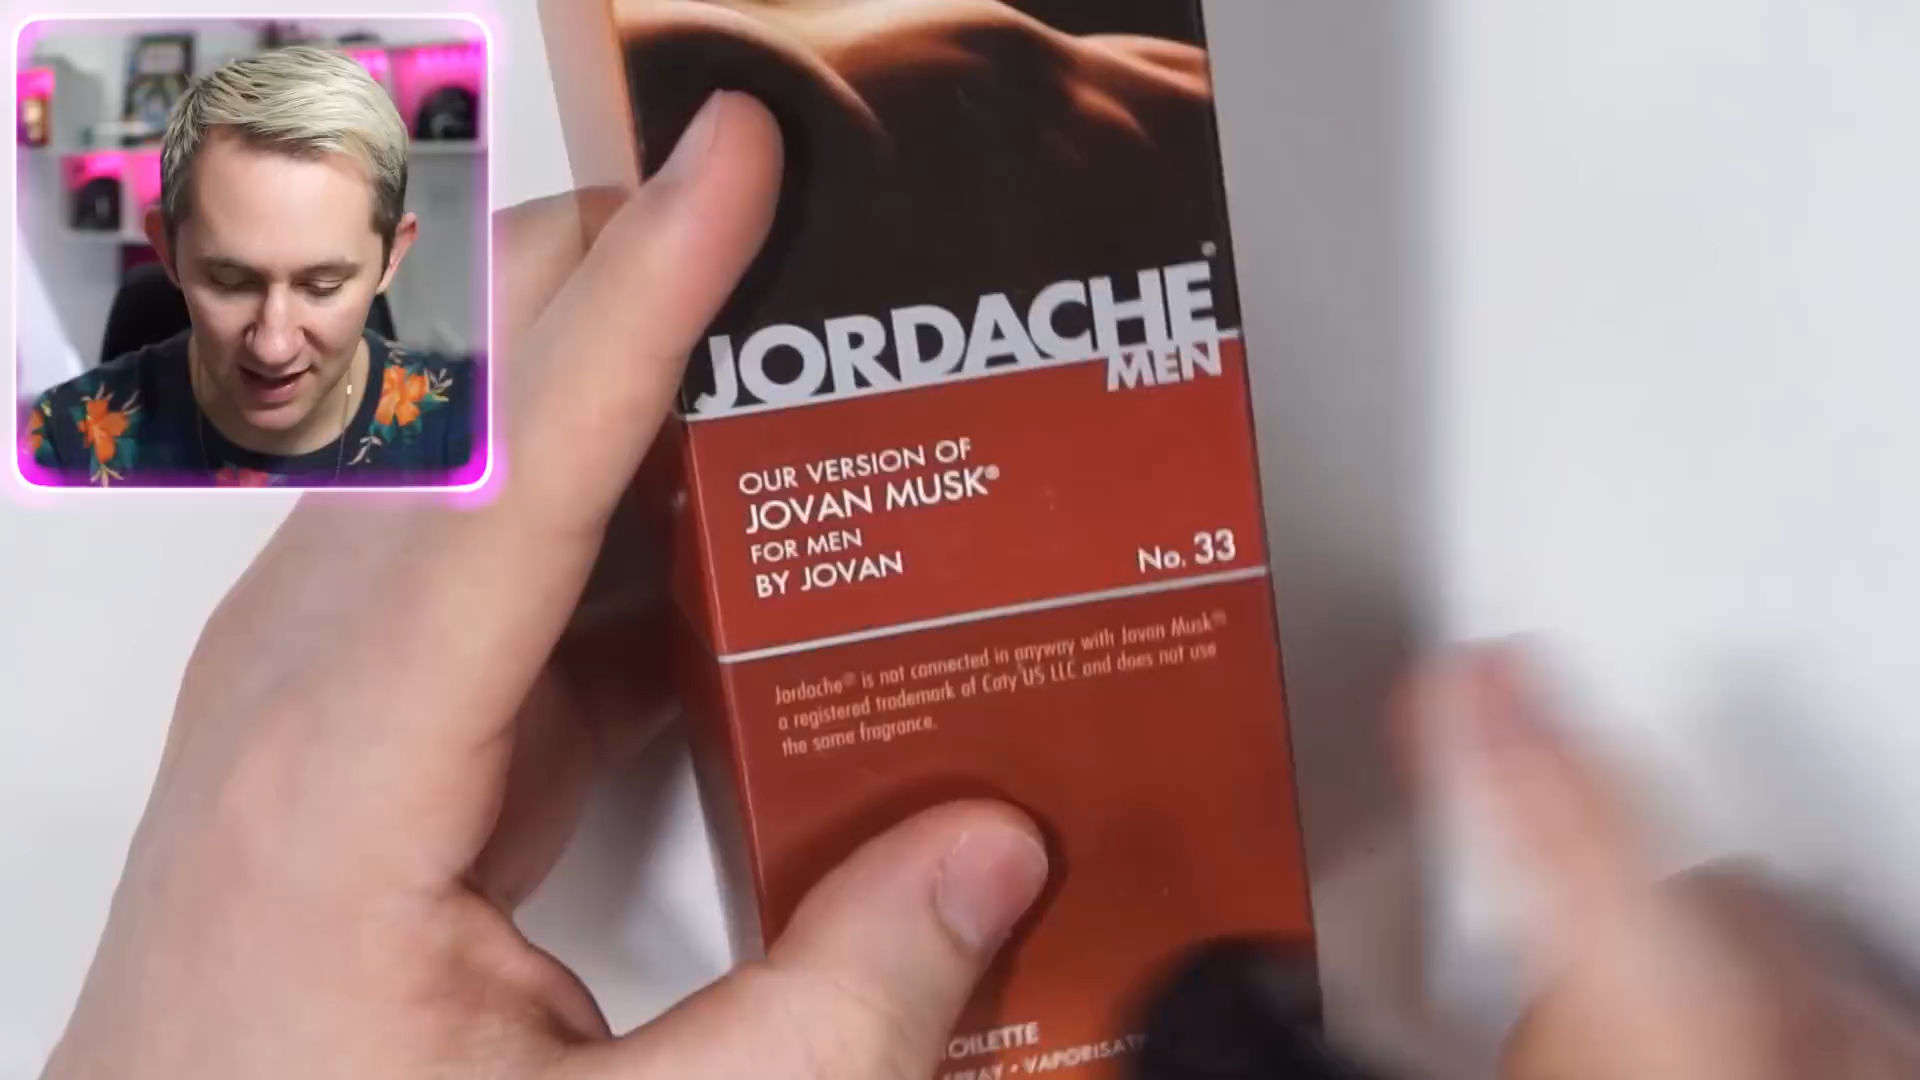 JORDACHE®
MEN
OUR VERSION OF
JOVAN MUSK®
FOR MEN
BY JOVAN
No. 33
Jordache® is not connected in anyway with Jovan Musk®
a registered trademark of Coty US LLC and does not use
the same fragrance.